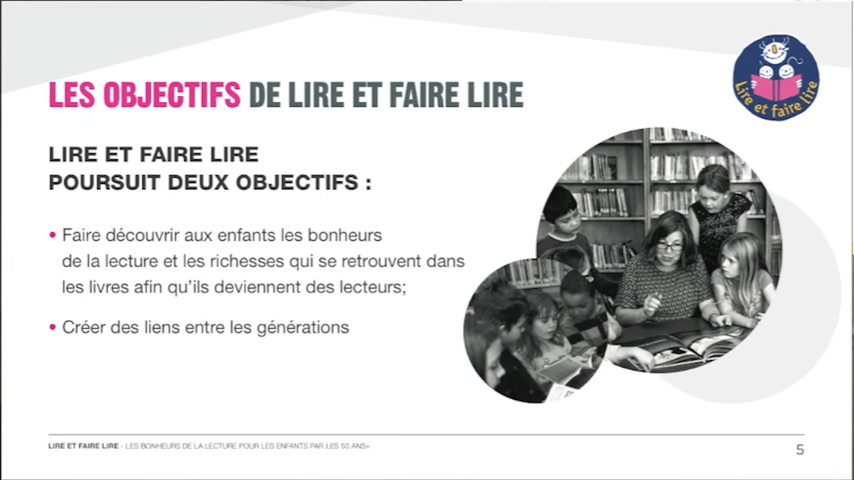 LES OBJECTIFS DE LIRE ET FAIRE LIRE
Lire et faire lire
LIRE ET FAIRE LIRE
POURSUIT DEUX OBJECTIFS :
• Faire découvrir aux enfants les bonheurs
de la lecture et les richesses qui se retrouvent dans
les livres afin qu'ils deviennent des lecteurs;
• Créer des liens entre les générations
LIRE ET FAIRE LIRE - LES BONHEURS DE LA LECTURE POUR LES ENFANTS PAR LES 50 ANS+
5